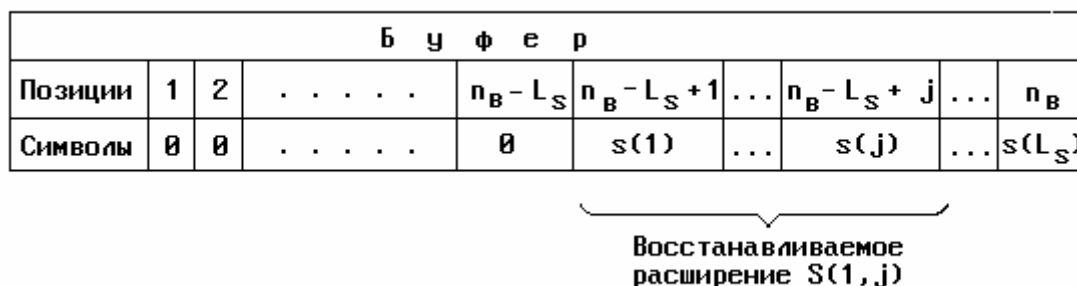 Б у ф е р
Позиции 1 2 . . . . . n_B - L_S n_B - L_S + 1 ... n_B - L_S + j ... n_B
Символы 0 0 . . . . . 0 s(1) ... s(j) ... s(L_S)
Восстанавливаемое
расширение S(1,j)